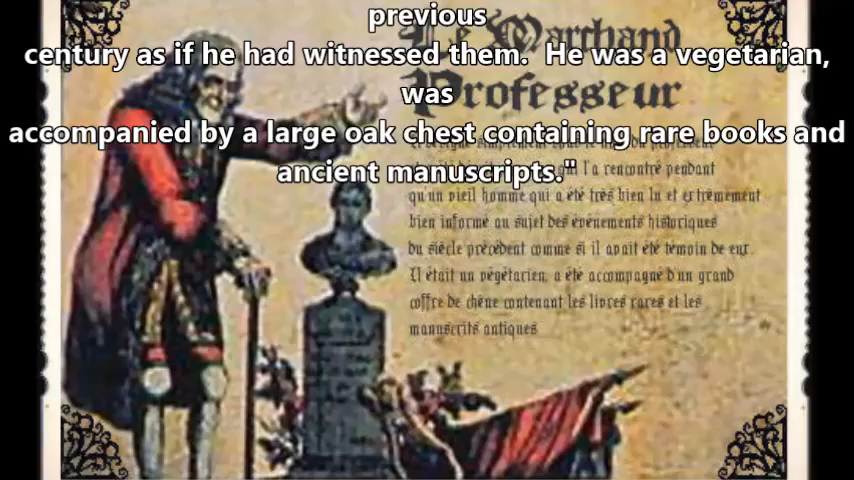 previous
century as if he had witnessed them. He was a vegetarian,
was
accompanied by a large oak chest containing rare books and
ancient manuscripts."
Le Marchand
Professeur
l'a rencontré pendant
qu'un vieil homme qui a été très bien lu et extrêmement
bien informé au sujet des événements historiques
du siècle précédent comme si il avait été témoin de eux.
Il était un végétarien, a été accompagné d'un grand
coffre de chêne contenant les livres rares et les
manuscrits antiques